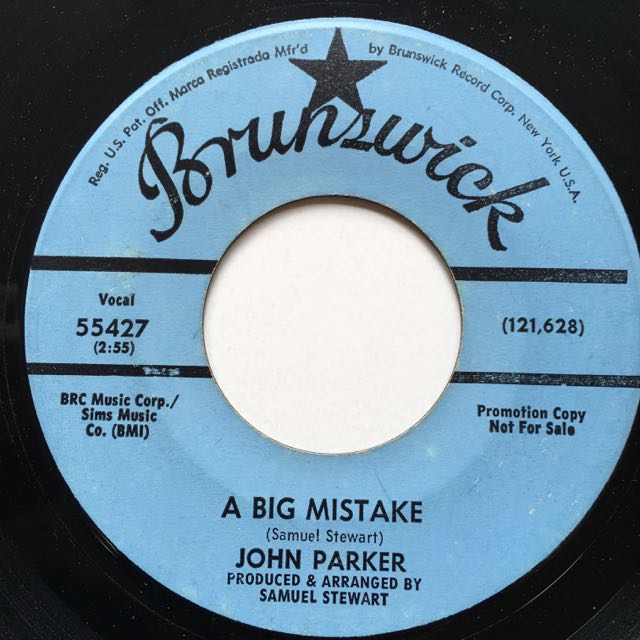 Reg. U.S. Pat. Off. Marca Registrada Mfr'd by Brunswick Record Corp. New York U.S.A.
Brunswick
Vocal
55427
(2:55)
(121,628)
BRC Music Corp./
Sims Music
Co. (BMI)
Promotion Copy
Not For Sale
A BIG MISTAKE
(Samuel Stewart)
JOHN PARKER
PRODUCED & ARRANGED BY
SAMUEL STEWART